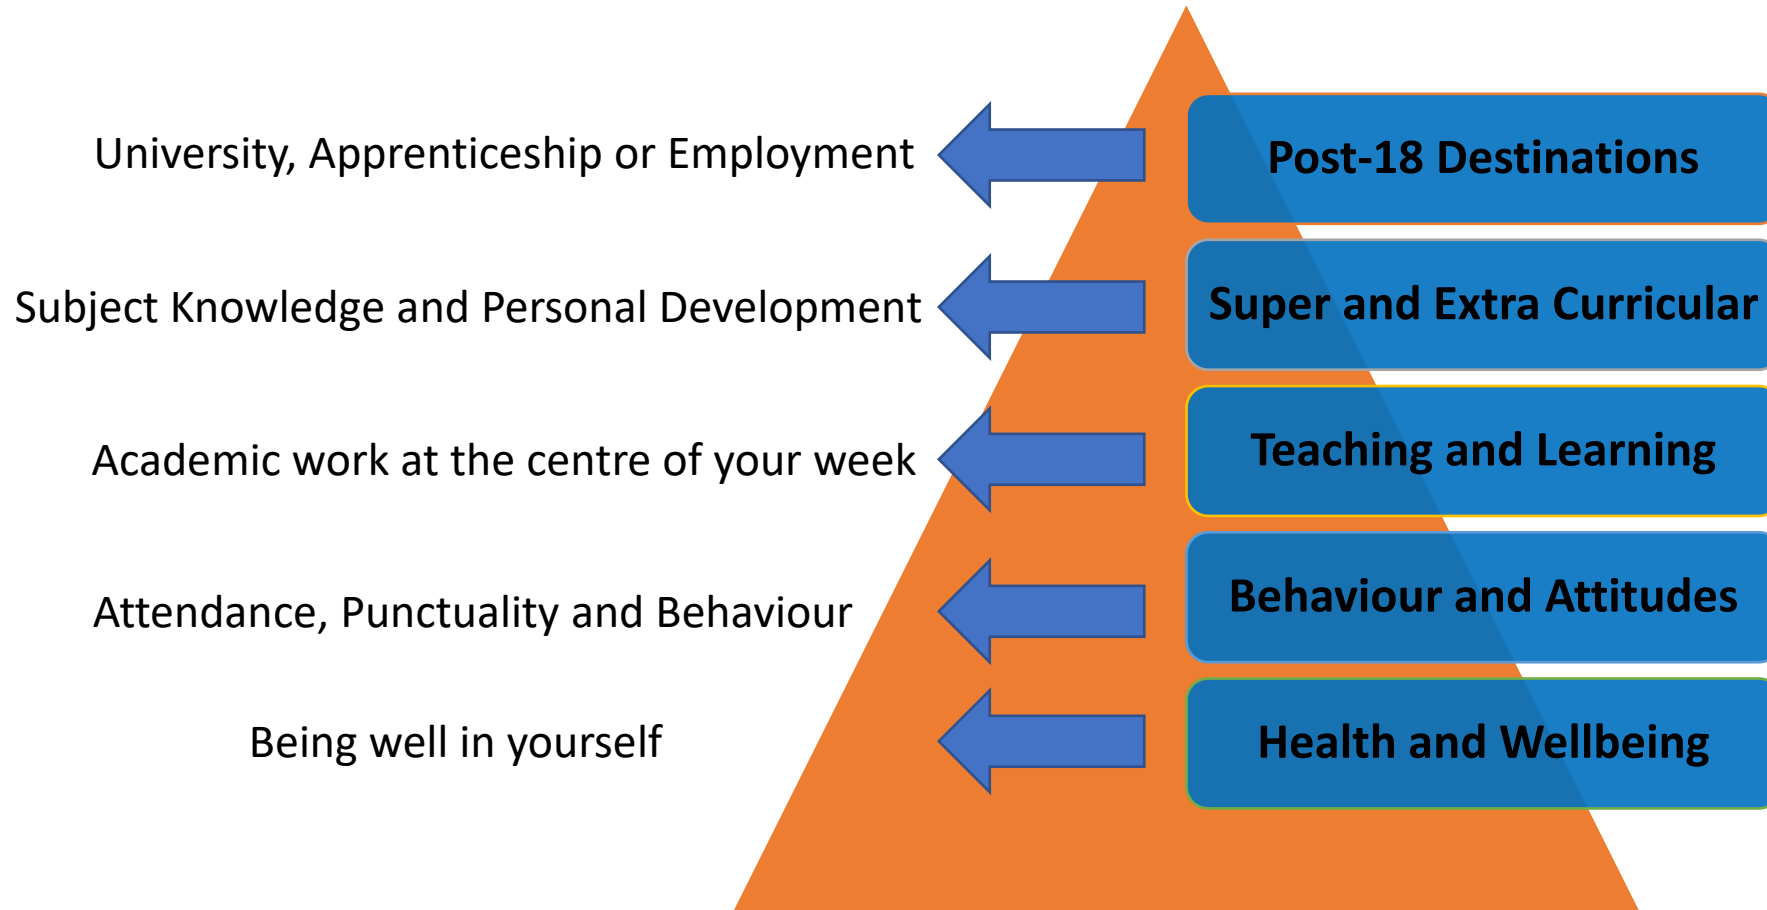 University, Apprenticeship or Employment
Post-18 Destinations
Subject Knowledge and Personal Development
Super and Extra Curricular
Academic work at the centre of your week
Teaching and Learning
Attendance, Punctuality and Behaviour
Behaviour and Attitudes
Being well in yourself
Health and Wellbeing